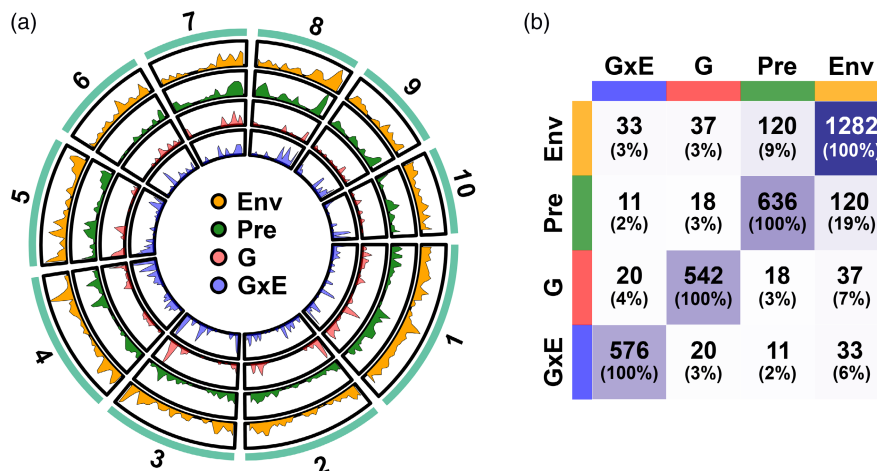 (a)
7
8
6
9
5
10
4
1
3
2
Env
Pre
G
GxE
(b)
GxE G Pre Env
Env 33 37 120 1282
(3%) (3%) (9%) (100%)
Pre 11 18 636 120
(2%) (3%) (100%) (19%)
G 20 542 18 37
(4%) (100%) (3%) (7%)
GxE 576 20 11 33
(100%) (3%) (2%) (6%)